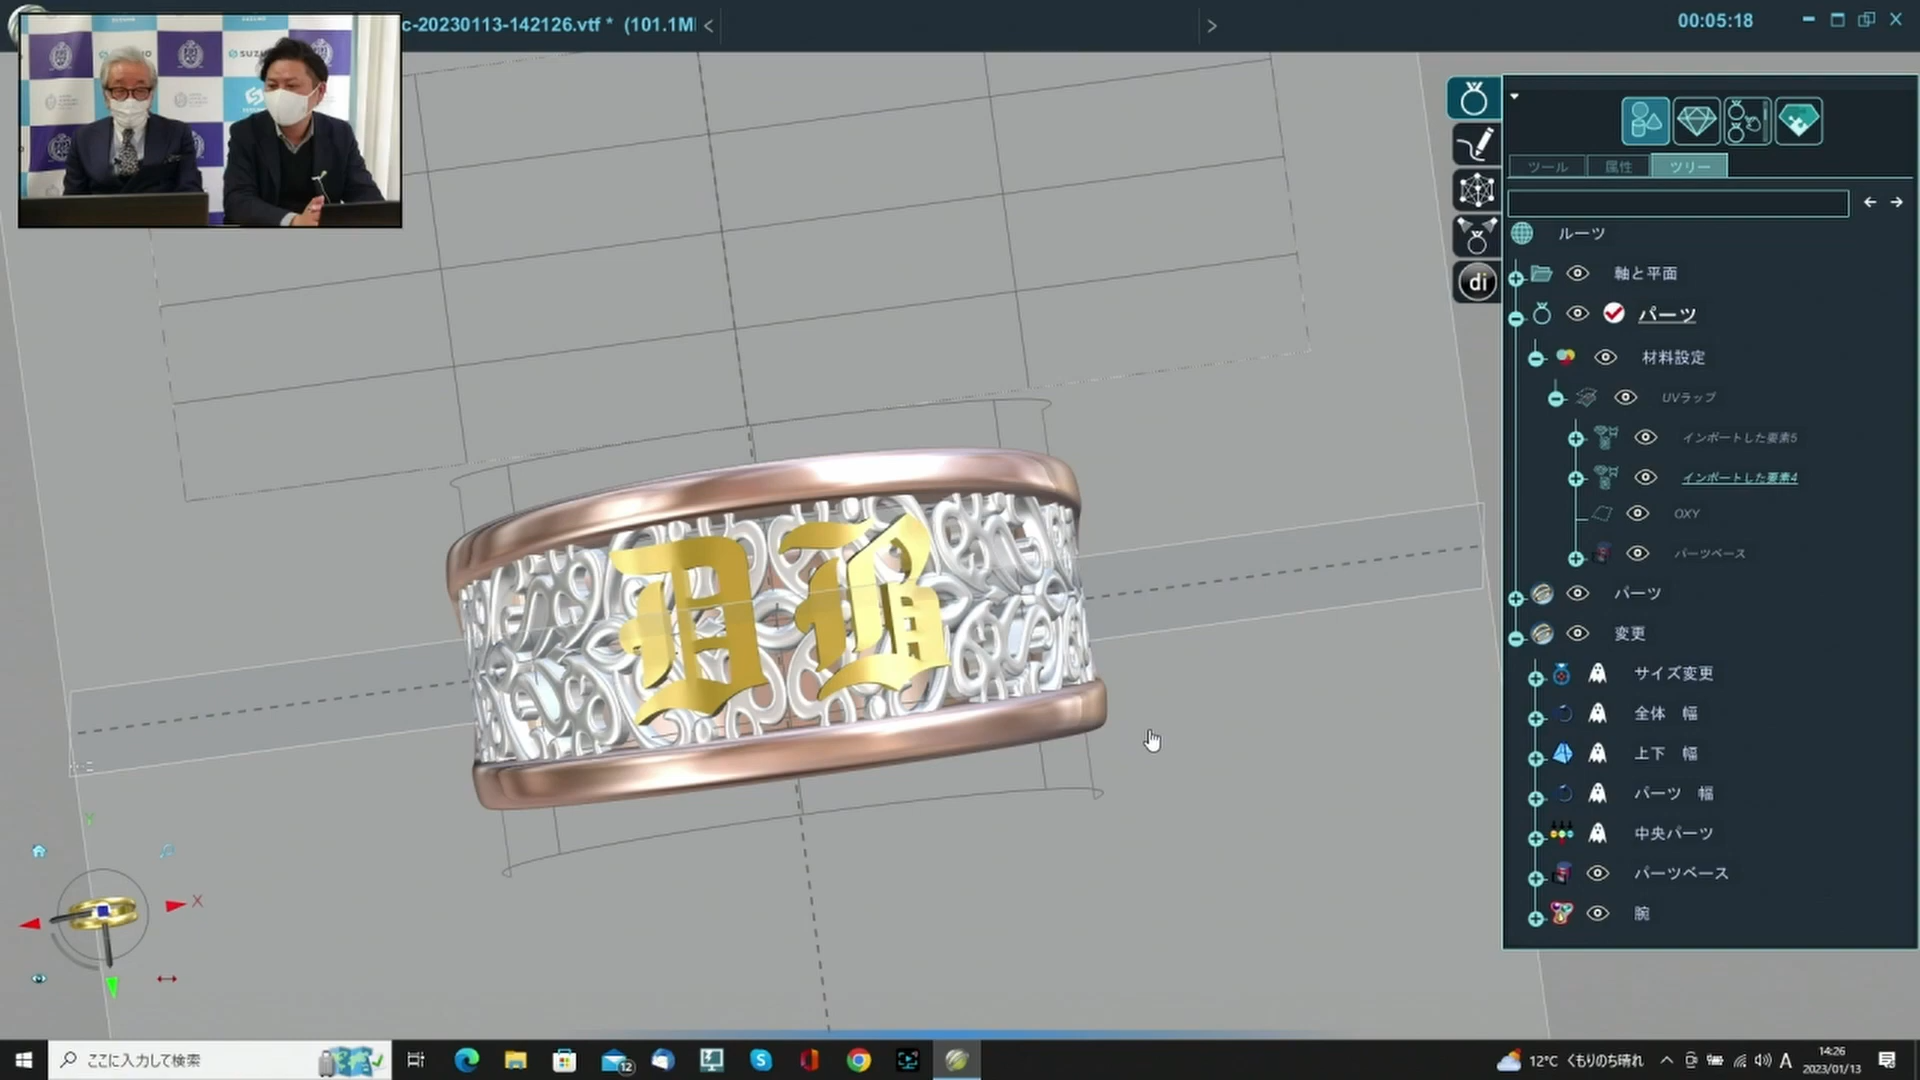 c-20230113-142126.vtf * (101.1M
<
>
00:05:18
di
ツール
属性
ツリー
ルーツ
軸と平面
パーツ
材料設定
UVラップ
インポートした要素5
インポートした要素4
OXY
パーツベース
パーツ
変更
サイズ変更
全体 幅
上下 幅
パーツ 幅
中央パーツ
パーツベース
腕
DB
Y
X
ここに入力して検索
12
12°C くもりのち晴れ
A
14:26
2023/01/13